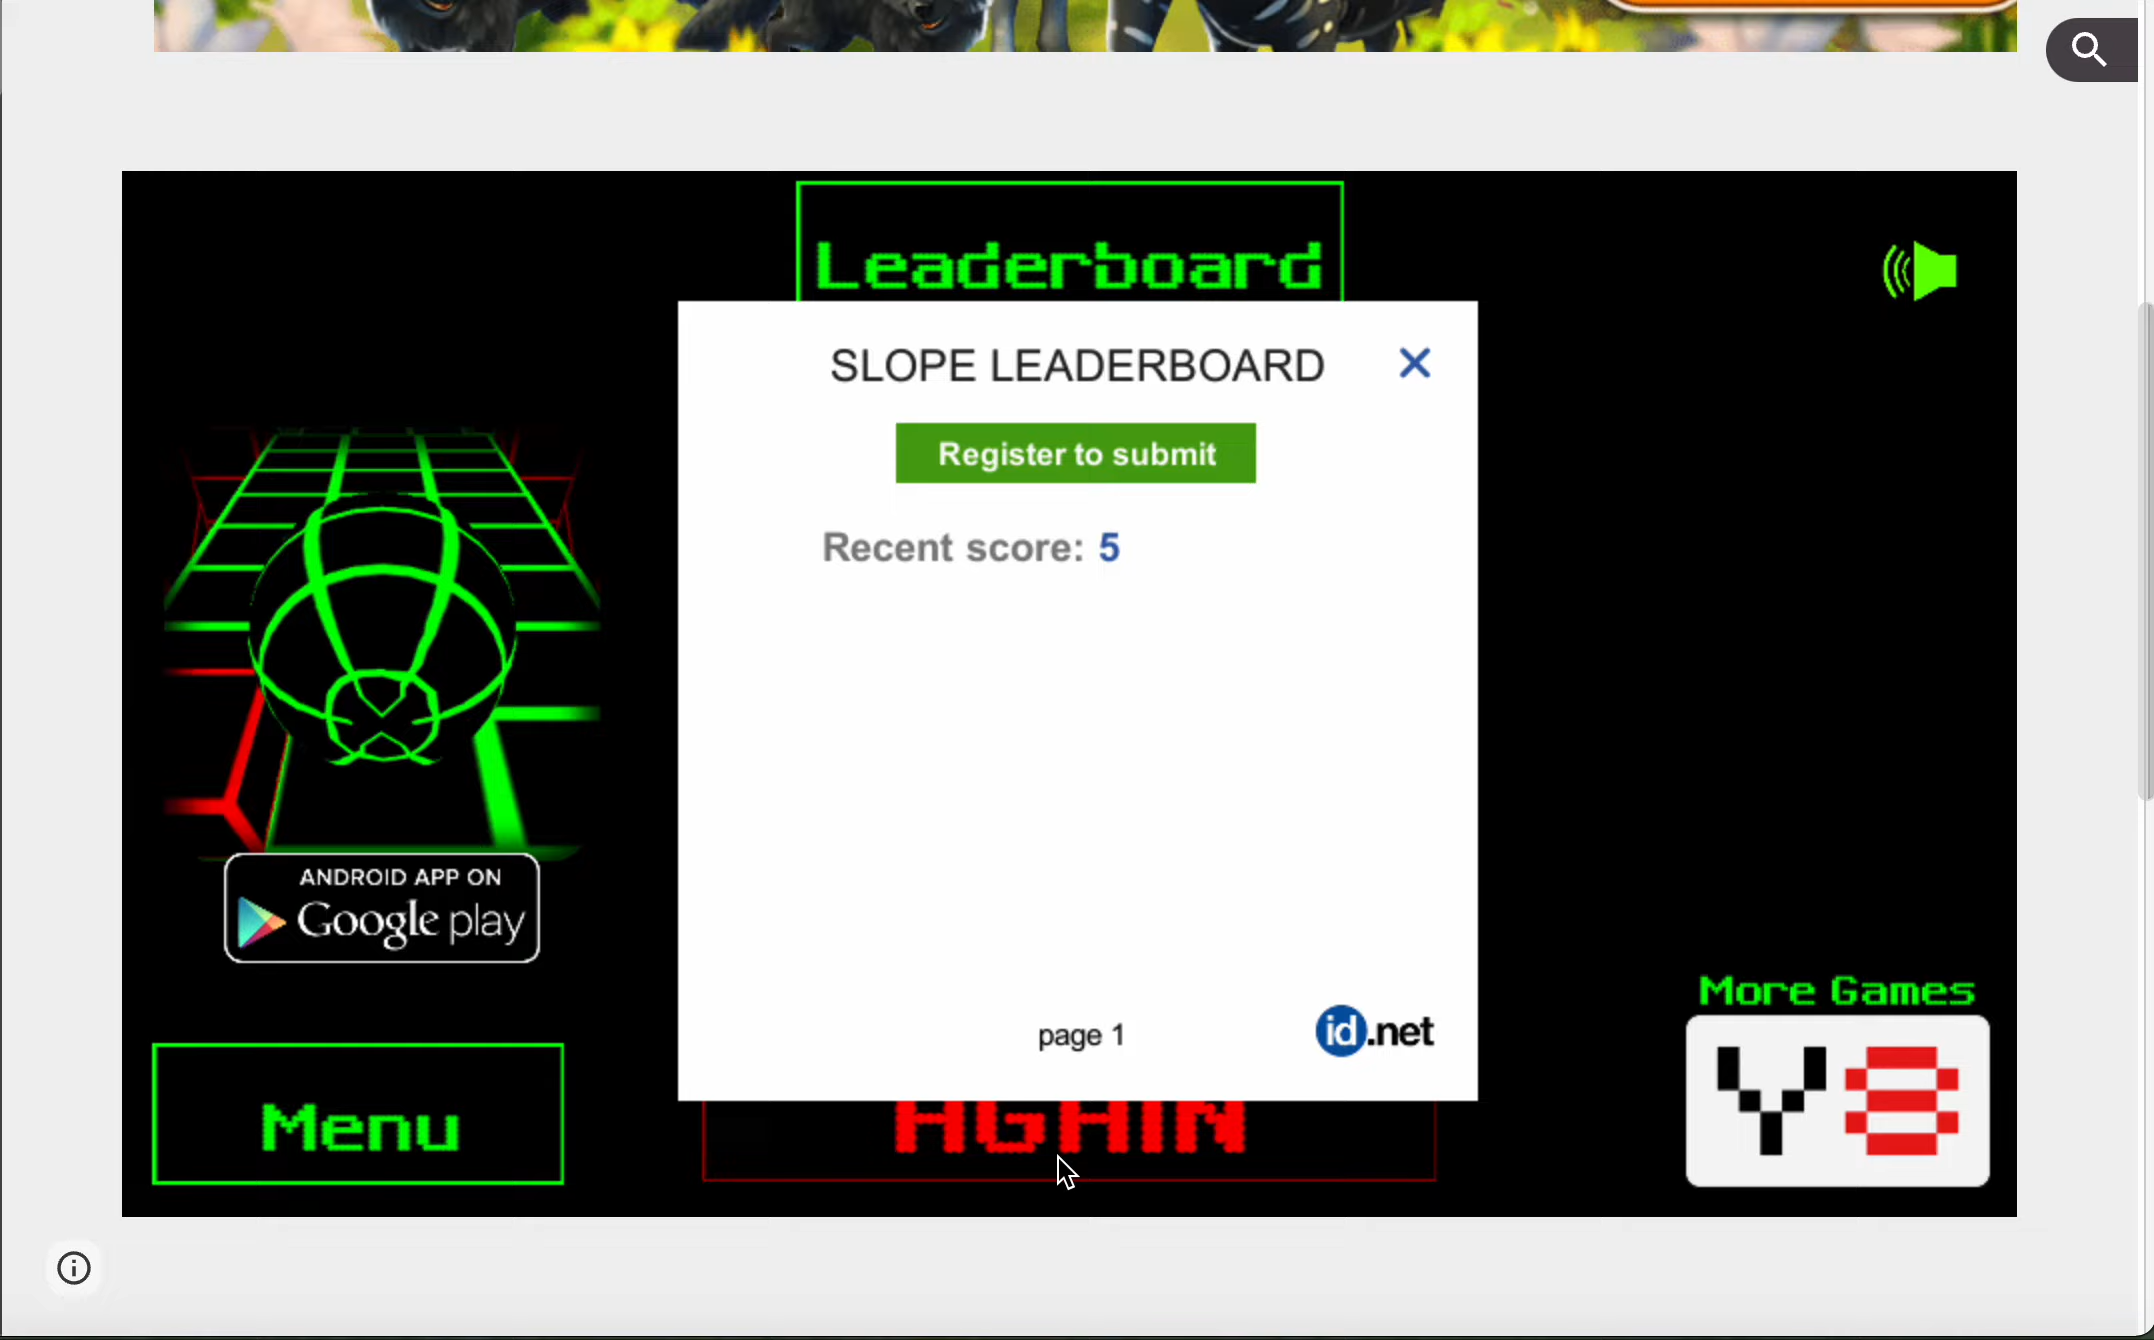 Leaderboard
SLOPE LEADERBOARD
Register to submit
Recent score: 5
ANDROID APP ON
Google play
More Games
Y8
page 1
id.net
Menu
AGAIN